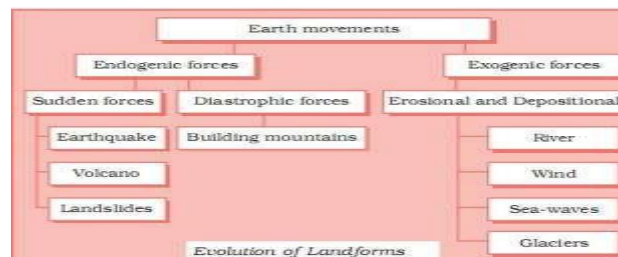 Earth movements
Endogenic forces
Exogenic forces
Sudden forces
Diastrophic forces
Erosional and Depositional
Earthquake
Building mountains
River
Volcano
Wind
Landslides
Sea-waves
Glaciers
Evolution of Landforms